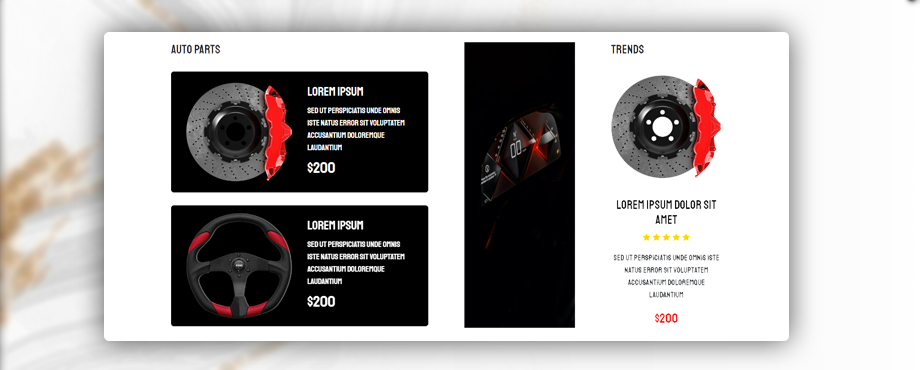 AUTO PARTS
LOREM IPSUM
SED UT PERSPICIATIS UNDE OMNIS
ISTE NATUS ERROR SIT VOLUPTATEM
ACCUSANTIUM DOLOREMQUE
LAUDANTIUM
$200
LOREM IPSUM
SED UT PERSPICIATIS UNDE OMNIS
ISTE NATUS ERROR SIT VOLUPTATEM
ACCUSANTIUM DOLOREMQUE
LAUDANTIUM
$200
00
TRENDS
LOREM IPSUM DOLOR SIT
AMET
SED UT PERSPICIATIS UNDE OMNIS ISTE
NATUS ERROR SIT VOLUPTATEM
ACCUSANTIUM DOLOREMQUE
LAUDANTIUM
$200